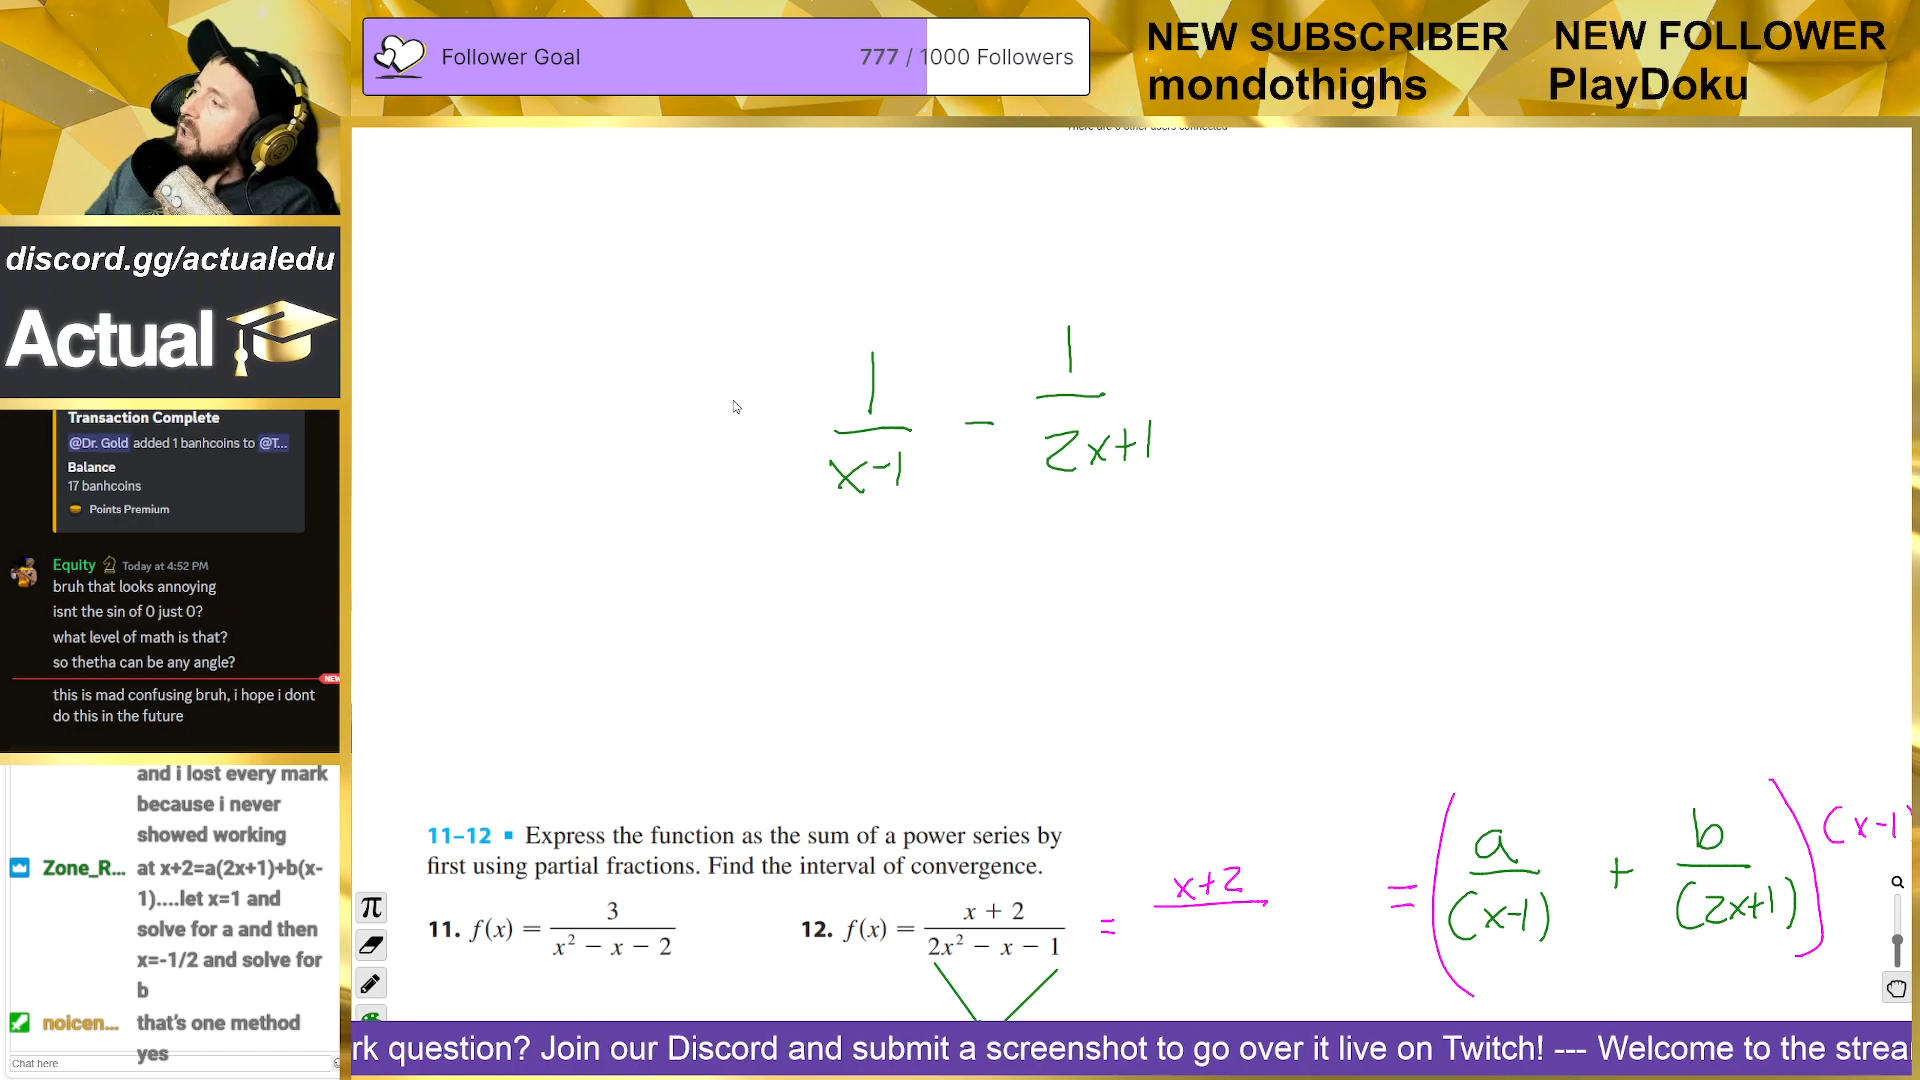 Follower Goal
777 / 1000 Followers
NEW SUBSCRIBER
mondothighs
NEW FOLLOWER
PlayDoku
There are 0 other users connected
discord.gg/actualedu
Actual
Transaction Complete
@Dr. Gold added 1 banhcoins to @T...
Balance
17 banhcoins
Points Premium
Equity Today at 4:52 PM
bruh that looks annoying
isnt the sin of 0 just 0?
what level of math is that?
so thetha can be any angle?
NEW
this is mad confusing bruh, i hope i dont
do this in the future
and i lost every mark
because i never
showed working
Zone_R... at x+2=a(2x+1)+b(x-
1)....let x=1 and
solve for a and then
x=-1/2 and solve for
b
noicen... that's one method
yes
Chat here
1/(x-1) - 1/(2x+1)
11–12 ▪ Express the function as the sum of a power series by
first using partial fractions. Find the interval of convergence.
11. f(x) = 3/(x² − x − 2)
12. f(x) = (x + 2)/(2x² − x − 1)
= x+2
= (a/(x-1) + b/(2x+1)) (x-1)
π
rk question? Join our Discord and submit a screenshot to go over it live on Twitch! --- Welcome to the strea